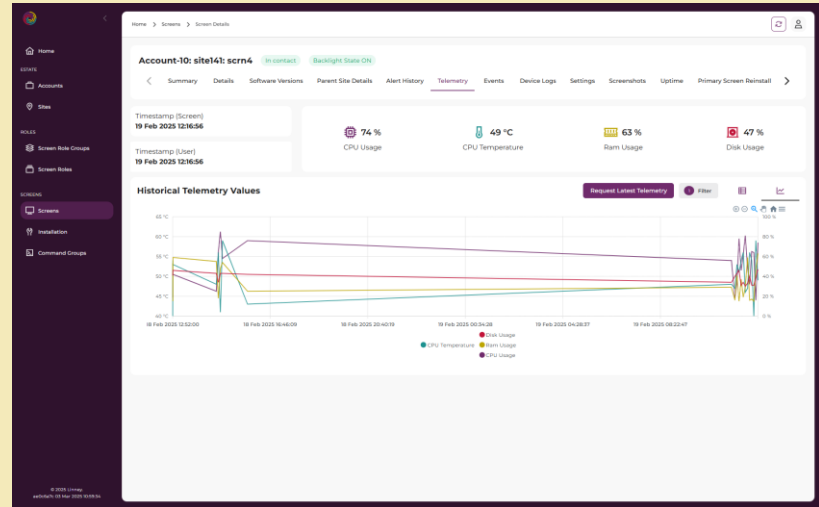 Home > Screens > Screen Details
Home
ESTATE
Accounts
Sites
ROLES
Screen Role Groups
Screen Roles
SCREENS
Screens
Installation
Command Groups
© 2025 Linney
Account-10: site141: scrn4 In contact Backlight State ON
Summary Details Software Versions Parent Site Details Alert History Telemetry Events Device Logs Settings Screenshots Uptime Primary Screen Reinstall
Timestamp (Screen)
19 Feb 2025 12:16:56
Timestamp (User)
19 Feb 2025 12:16:56
74 %
CPU Usage
49 °C
CPU Temperature
63 %
Ram Usage
47 %
Disk Usage
Historical Telemetry Values
Request Latest Telemetry
Filter
65 °C
60 °C
55 °C
50 °C
45 °C
40 °C
100 %
80 %
60 %
40 %
20 %
0 %
18 Feb 2025 12:52:00 18 Feb 2025 16:46:09 18 Feb 2025 20:40:19 19 Feb 2025 00:34:28 19 Feb 2025 04:28:37 19 Feb 2025 08:22:47
Disk Usage
CPU Temperature Ram Usage
CPU Usage